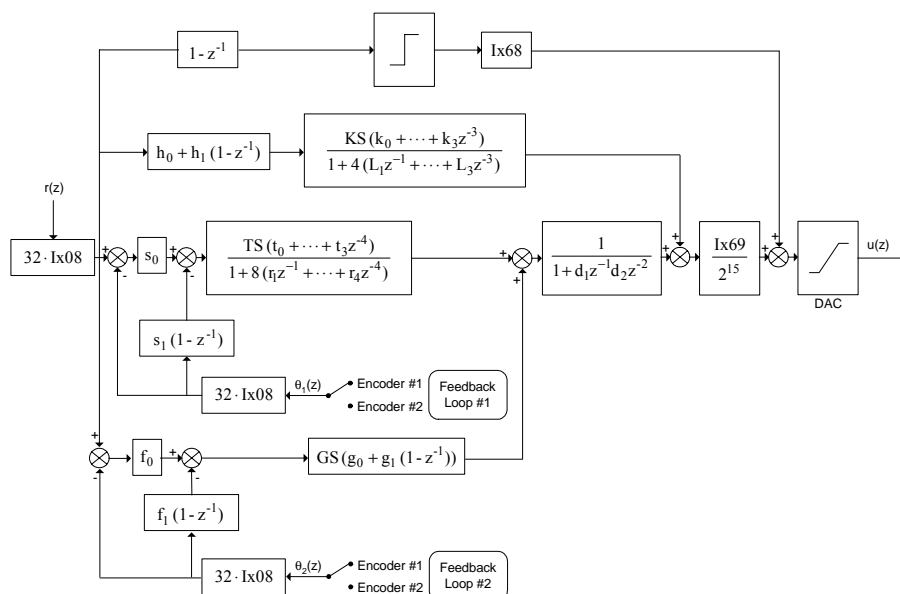 1 - z⁻¹
Ix68
h₀ + h₁ (1 - z⁻¹)
KS (k₀ + ⋯ + k₃z⁻³)
1 + 4 (L₁z⁻¹ + ⋯ + L₃z⁻³)
r(z)
32 · Ix08
+
-
s₀
+
-
TS (t₀ + ⋯ + t₃z⁻⁴)
1 + 8 (r₁z⁻¹ + ⋯ + r₄z⁻⁴)
+
+
1
1 + d₁z⁻¹d₂z⁻²
+
+
Ix69
2¹⁵
+
+
u(z)
DAC
s₁ (1 - z⁻¹)
32 · Ix08
θ₁(z)
Encoder #1
Encoder #2
Feedback
Loop #1
+
-
f₀
+
-
GS (g₀ + g₁ (1 - z⁻¹))
f₁ (1 - z⁻¹)
32 · Ix08
θ₂(z)
Encoder #1
Encoder #2
Feedback
Loop #2